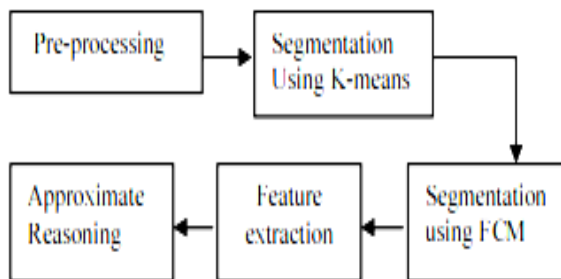 Pre-processing
Segmentation
Using K-means
Segmentation
using FCM
Feature
extraction
Approximate
Reasoning